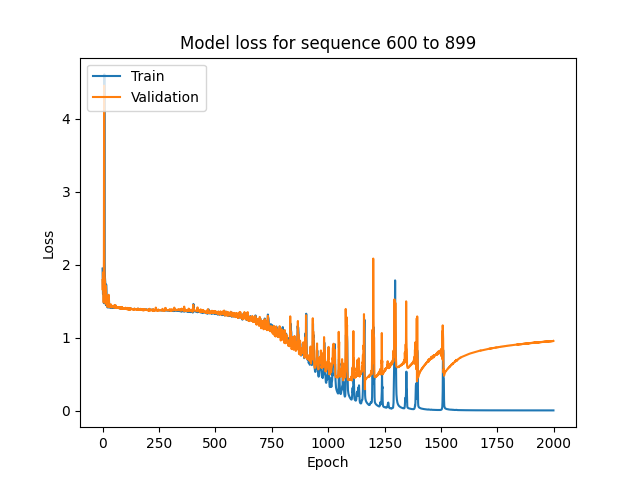 Model loss for sequence 600 to 899
Train
Validation
Loss
4
3
2
1
0
0 250 500 750 1000 1250 1500 1750 2000
Epoch